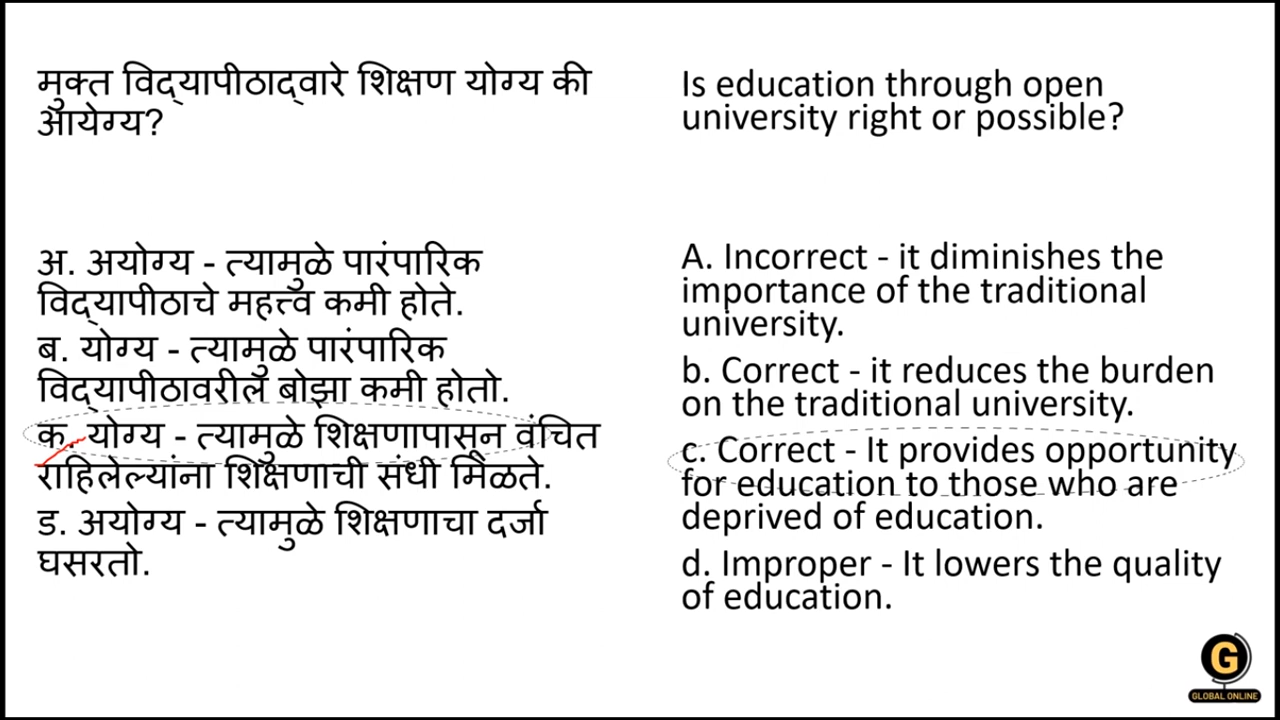 मुक्त विद्यापीठाद्वारे शिक्षण योग्य की
आयेग्य?
अ. अयोग्य - त्यामुळे पारंपारिक
विद्यापीठाचे महत्त्व कमी होते.
ब. योग्य - त्यामुळे पारंपारिक
विद्यापीठावरील बोझा कमी होतो.
क. योग्य - त्यामुळे शिक्षणापासून वंचित
राहिलेल्यांना शिक्षणाची संधी मिळते.
ड. अयोग्य - त्यामुळे शिक्षणाचा दर्जा
घसरतो.
Is education through open
university right or possible?
A. Incorrect - it diminishes the
importance of the traditional
university.
b. Correct - it reduces the burden
on the traditional university.
c. Correct - It provides opportunity
for education to those who are
deprived of education.
d. Improper - It lowers the quality
of education.
G
GLOBAL ONLINE